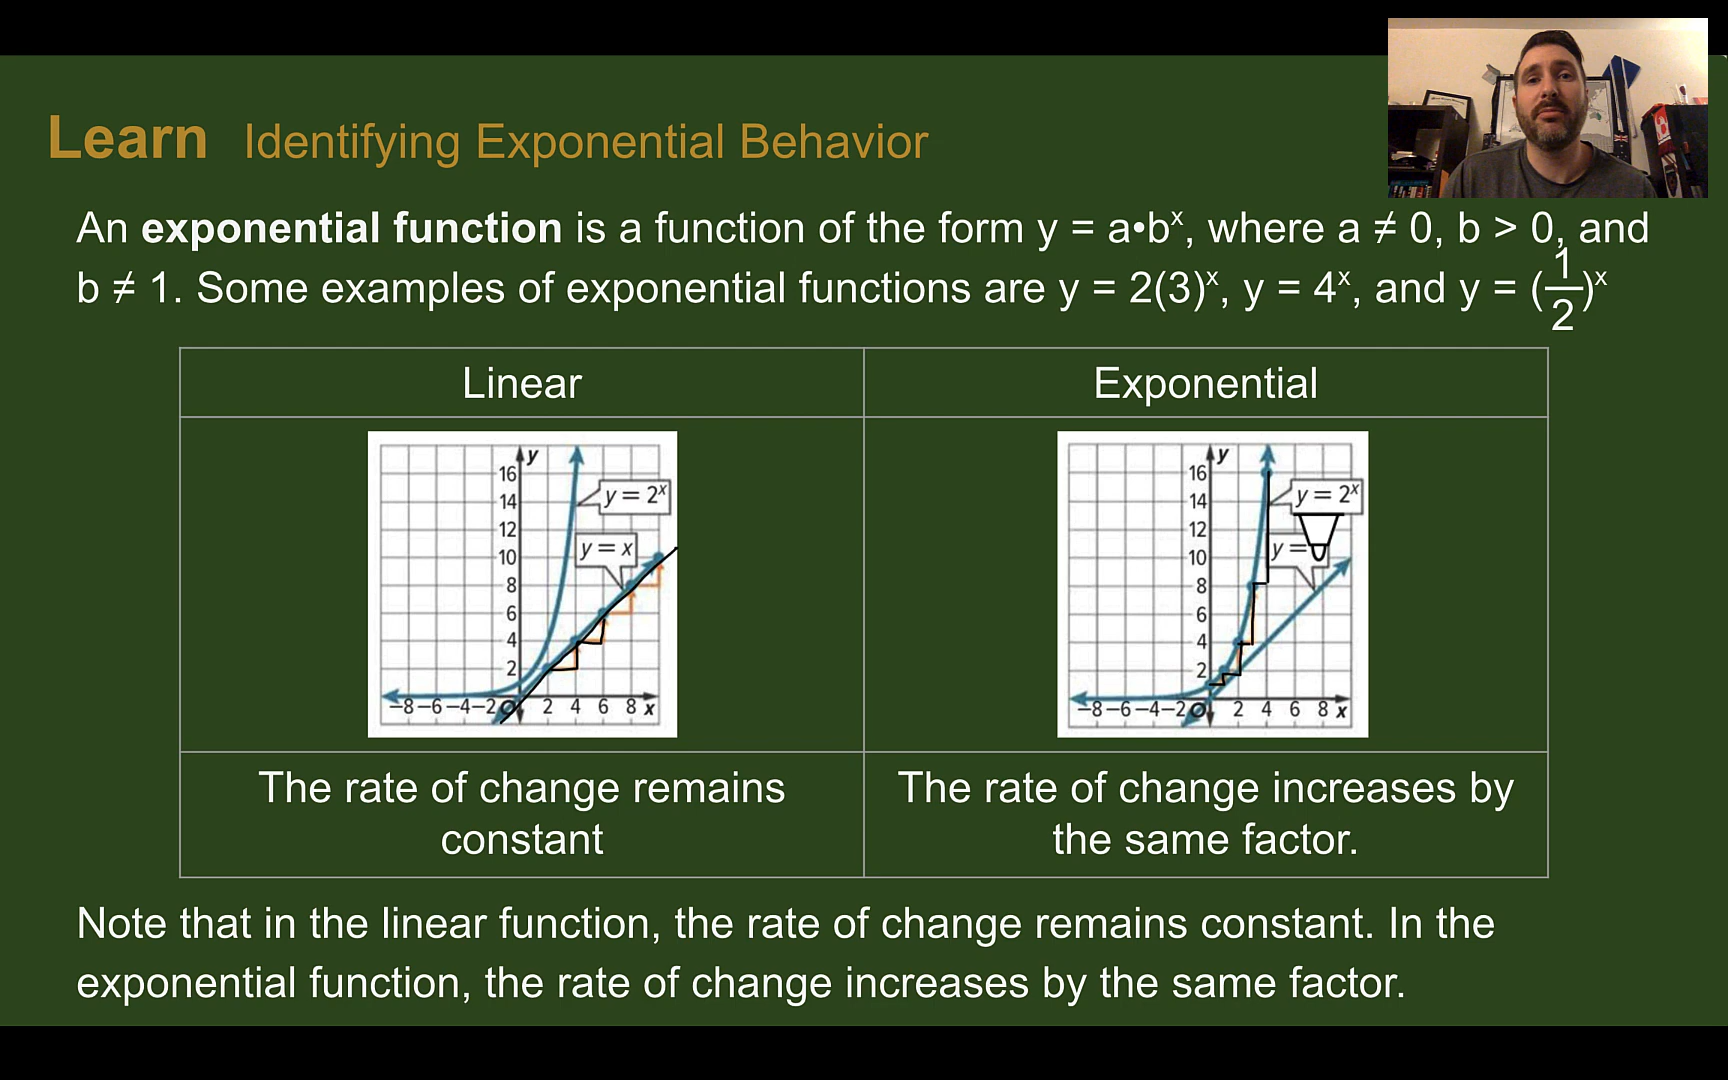 Learn Identifying Exponential Behavior
An exponential function is a function of the form y = a•bˣ, where a ≠ 0, b > 0, and
b ≠ 1. Some examples of exponential functions are y = 2(3)ˣ, y = 4ˣ, and y = (1/2)ˣ
Linear
Exponential
y
16
14
12
10
8
6
4
2
y = 2ˣ
y = x
−8 −6 −4 −2 O 2 4 6 8 x
y
16
14
12
10
8
6
4
2
y = 2ˣ
y =
−8 −6 −4 −2 O 2 4 6 8 x
The rate of change remains
constant
The rate of change increases by
the same factor.
Note that in the linear function, the rate of change remains constant. In the
exponential function, the rate of change increases by the same factor.